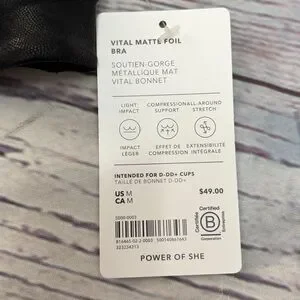 VITAL MATTE FOIL
BRA
SOUTIEN-GORGE
MÉTALLIQUE MAT
VITAL BONNET
LIGHT IMPACT
COMPRESSION SUPPORT
ALL-AROUND STRETCH
IMPACT LÉGER
EFFET DE COMPRESSION
EXTENSIBILITÉ INTÉGRALE
INTENDED FOR D-DD+ CUPS
TAILLE DE BONNET D-DD+
US M
CA M
$49.00
Certified
B
Corporation
POWER OF SHE